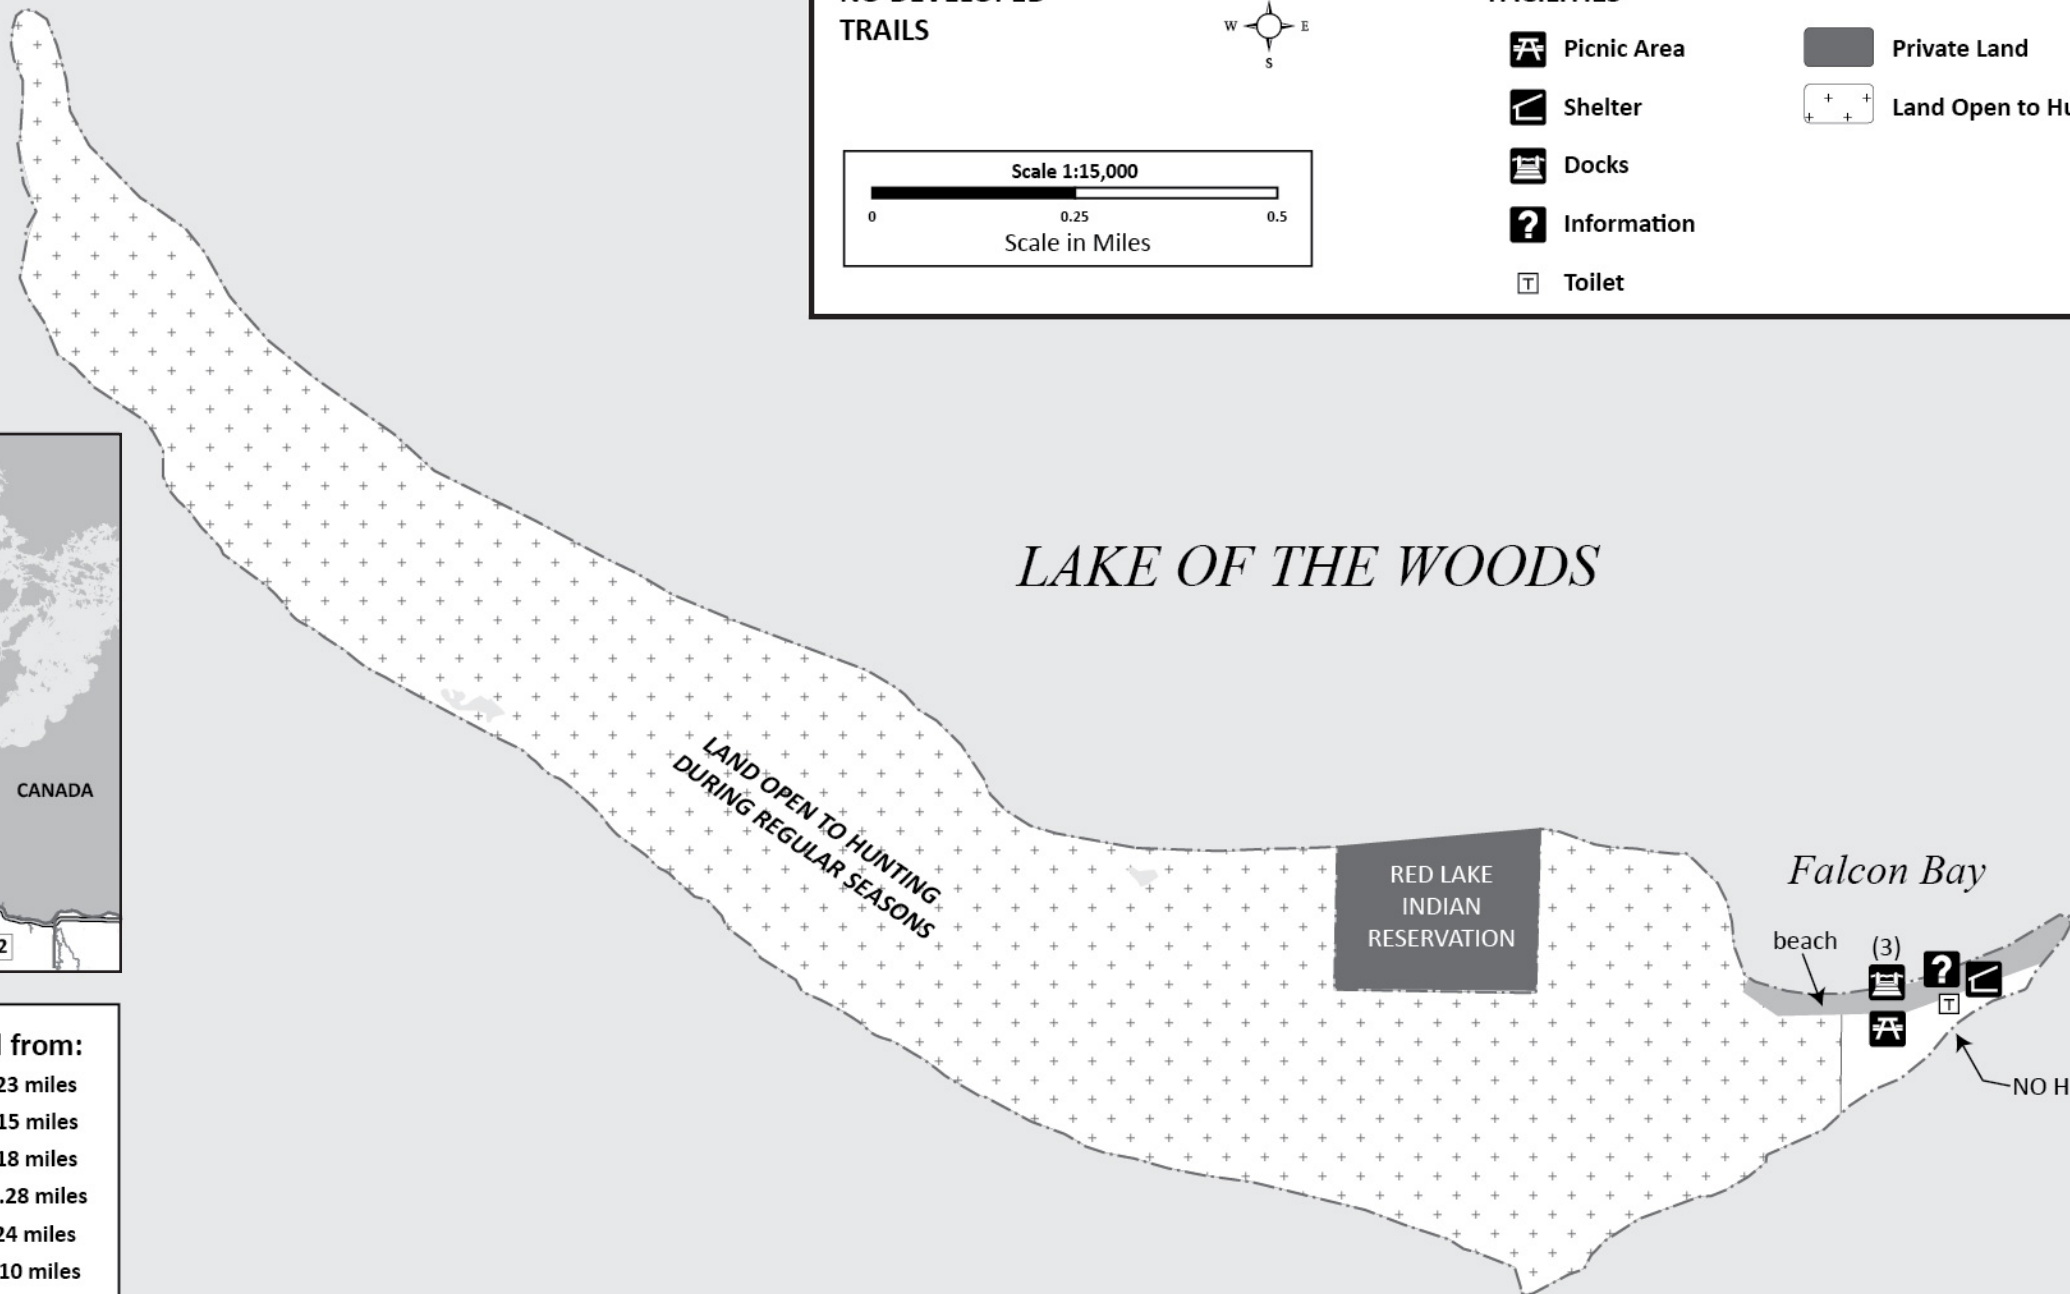 TRAILS
W
E
S
Scale 1:15,000
0
0.25
0.5
Scale in Miles
Picnic Area
Shelter
Docks
?
Information
T
Toilet
Private Land
Land Open to
LAKE OF THE WOODS
CANADA
2
LAND OPEN TO HUNTING
DURING REGULAR SEASONS
RED LAKE
INDIAN
RESERVATION
Falcon Bay
beach
(3)
?
T
NO
from:
23 miles
15 miles
18 miles
.28 miles
24 miles
10 miles